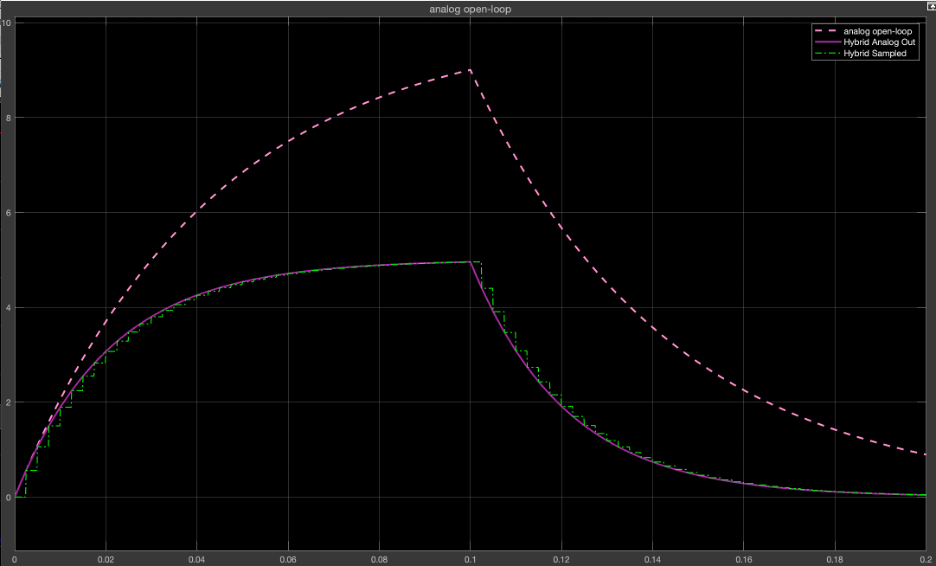 analog open-loop
10
8
6
4
2
0
analog open-loop
Hybrid Analog Out
Hybrid Sampled
0 0.02 0.04 0.06 0.08 0.1 0.12 0.14 0.16 0.18 0.2